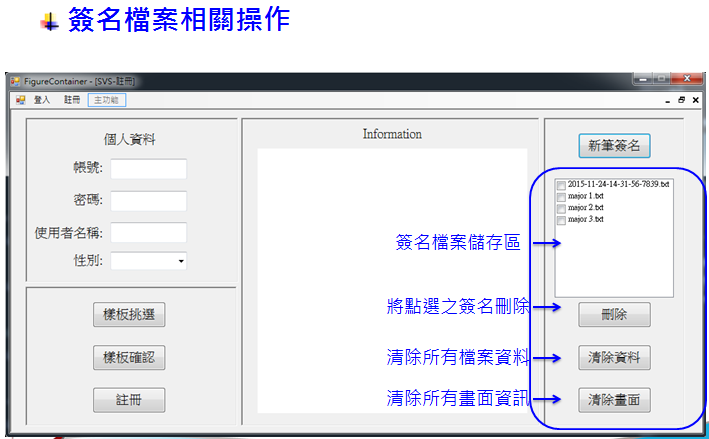 簽名檔案相關操作
FigureContainer - [SVS-註冊]
登入 註冊 主功能
個人資料
帳號:
密碼:
使用者名稱:
性別:
樣板挑選
樣板確認
註冊
Information
新筆簽名
2015-11-24-14-31-56-7839.txt
major 1.txt
major 2.txt
major 3.txt
簽名檔案儲存區
將點選之簽名刪除
刪除
清除所有檔案資料
清除資料
清除所有畫面資訊
清除畫面